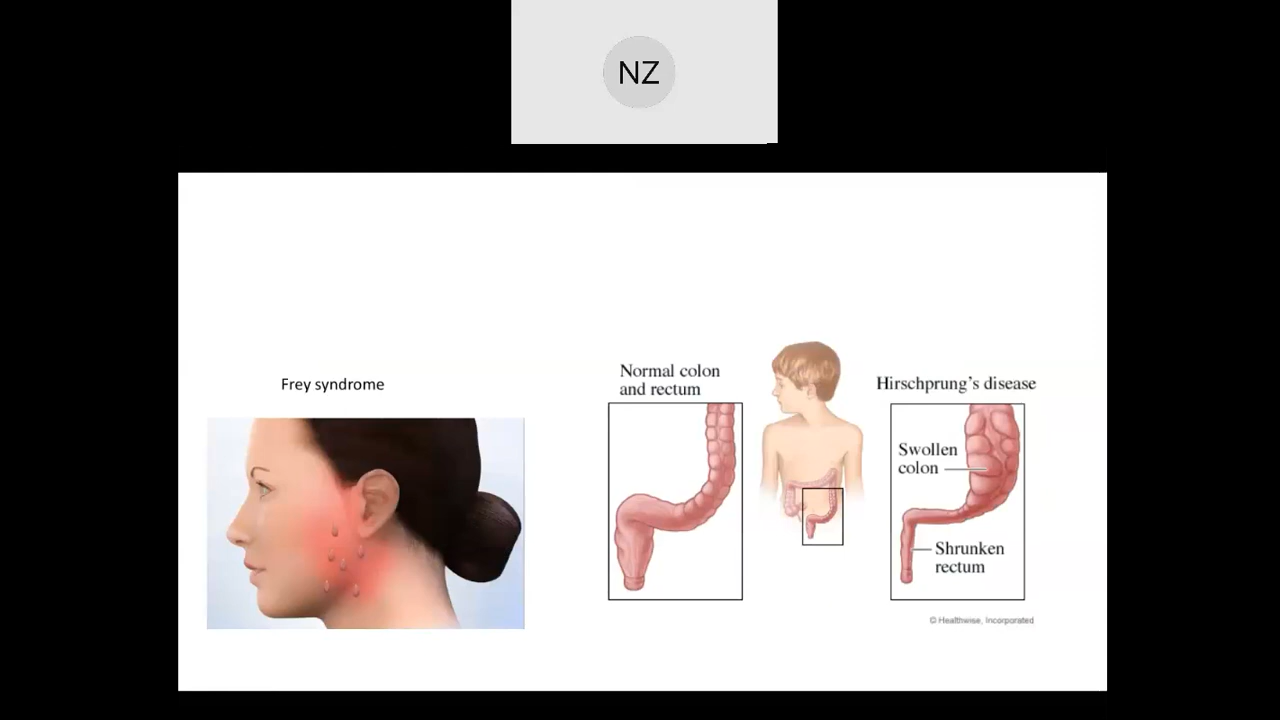 NZ
Frey syndrome
Normal colon
and rectum
Hirschprung's disease
Swollen
colon
Shrunken
rectum
© Healthwise, Incorporated